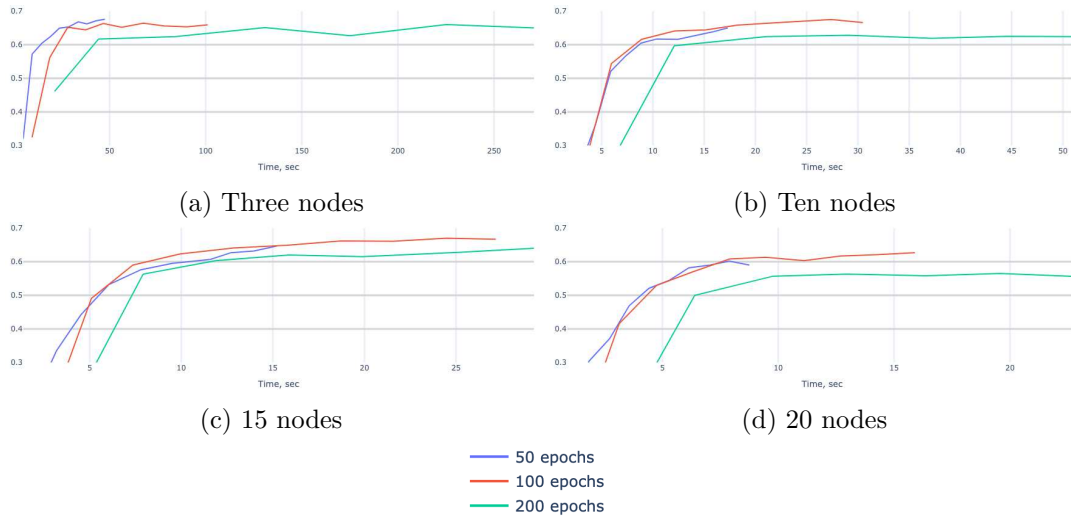 0.7
0.6
0.5
0.4
0.3
50 100 150 200 250
Time, sec
(a) Three nodes
0.7
0.6
0.5
0.4
0.3
5 10 15 20 25 30 35 40 45 50
Time, sec
(b) Ten nodes
0.7
0.6
0.5
0.4
0.3
5 10 15 20 25
Time, sec
(c) 15 nodes
0.7
0.6
0.5
0.4
0.3
5 10 15 20
Time, sec
(d) 20 nodes
50 epochs
100 epochs
200 epochs